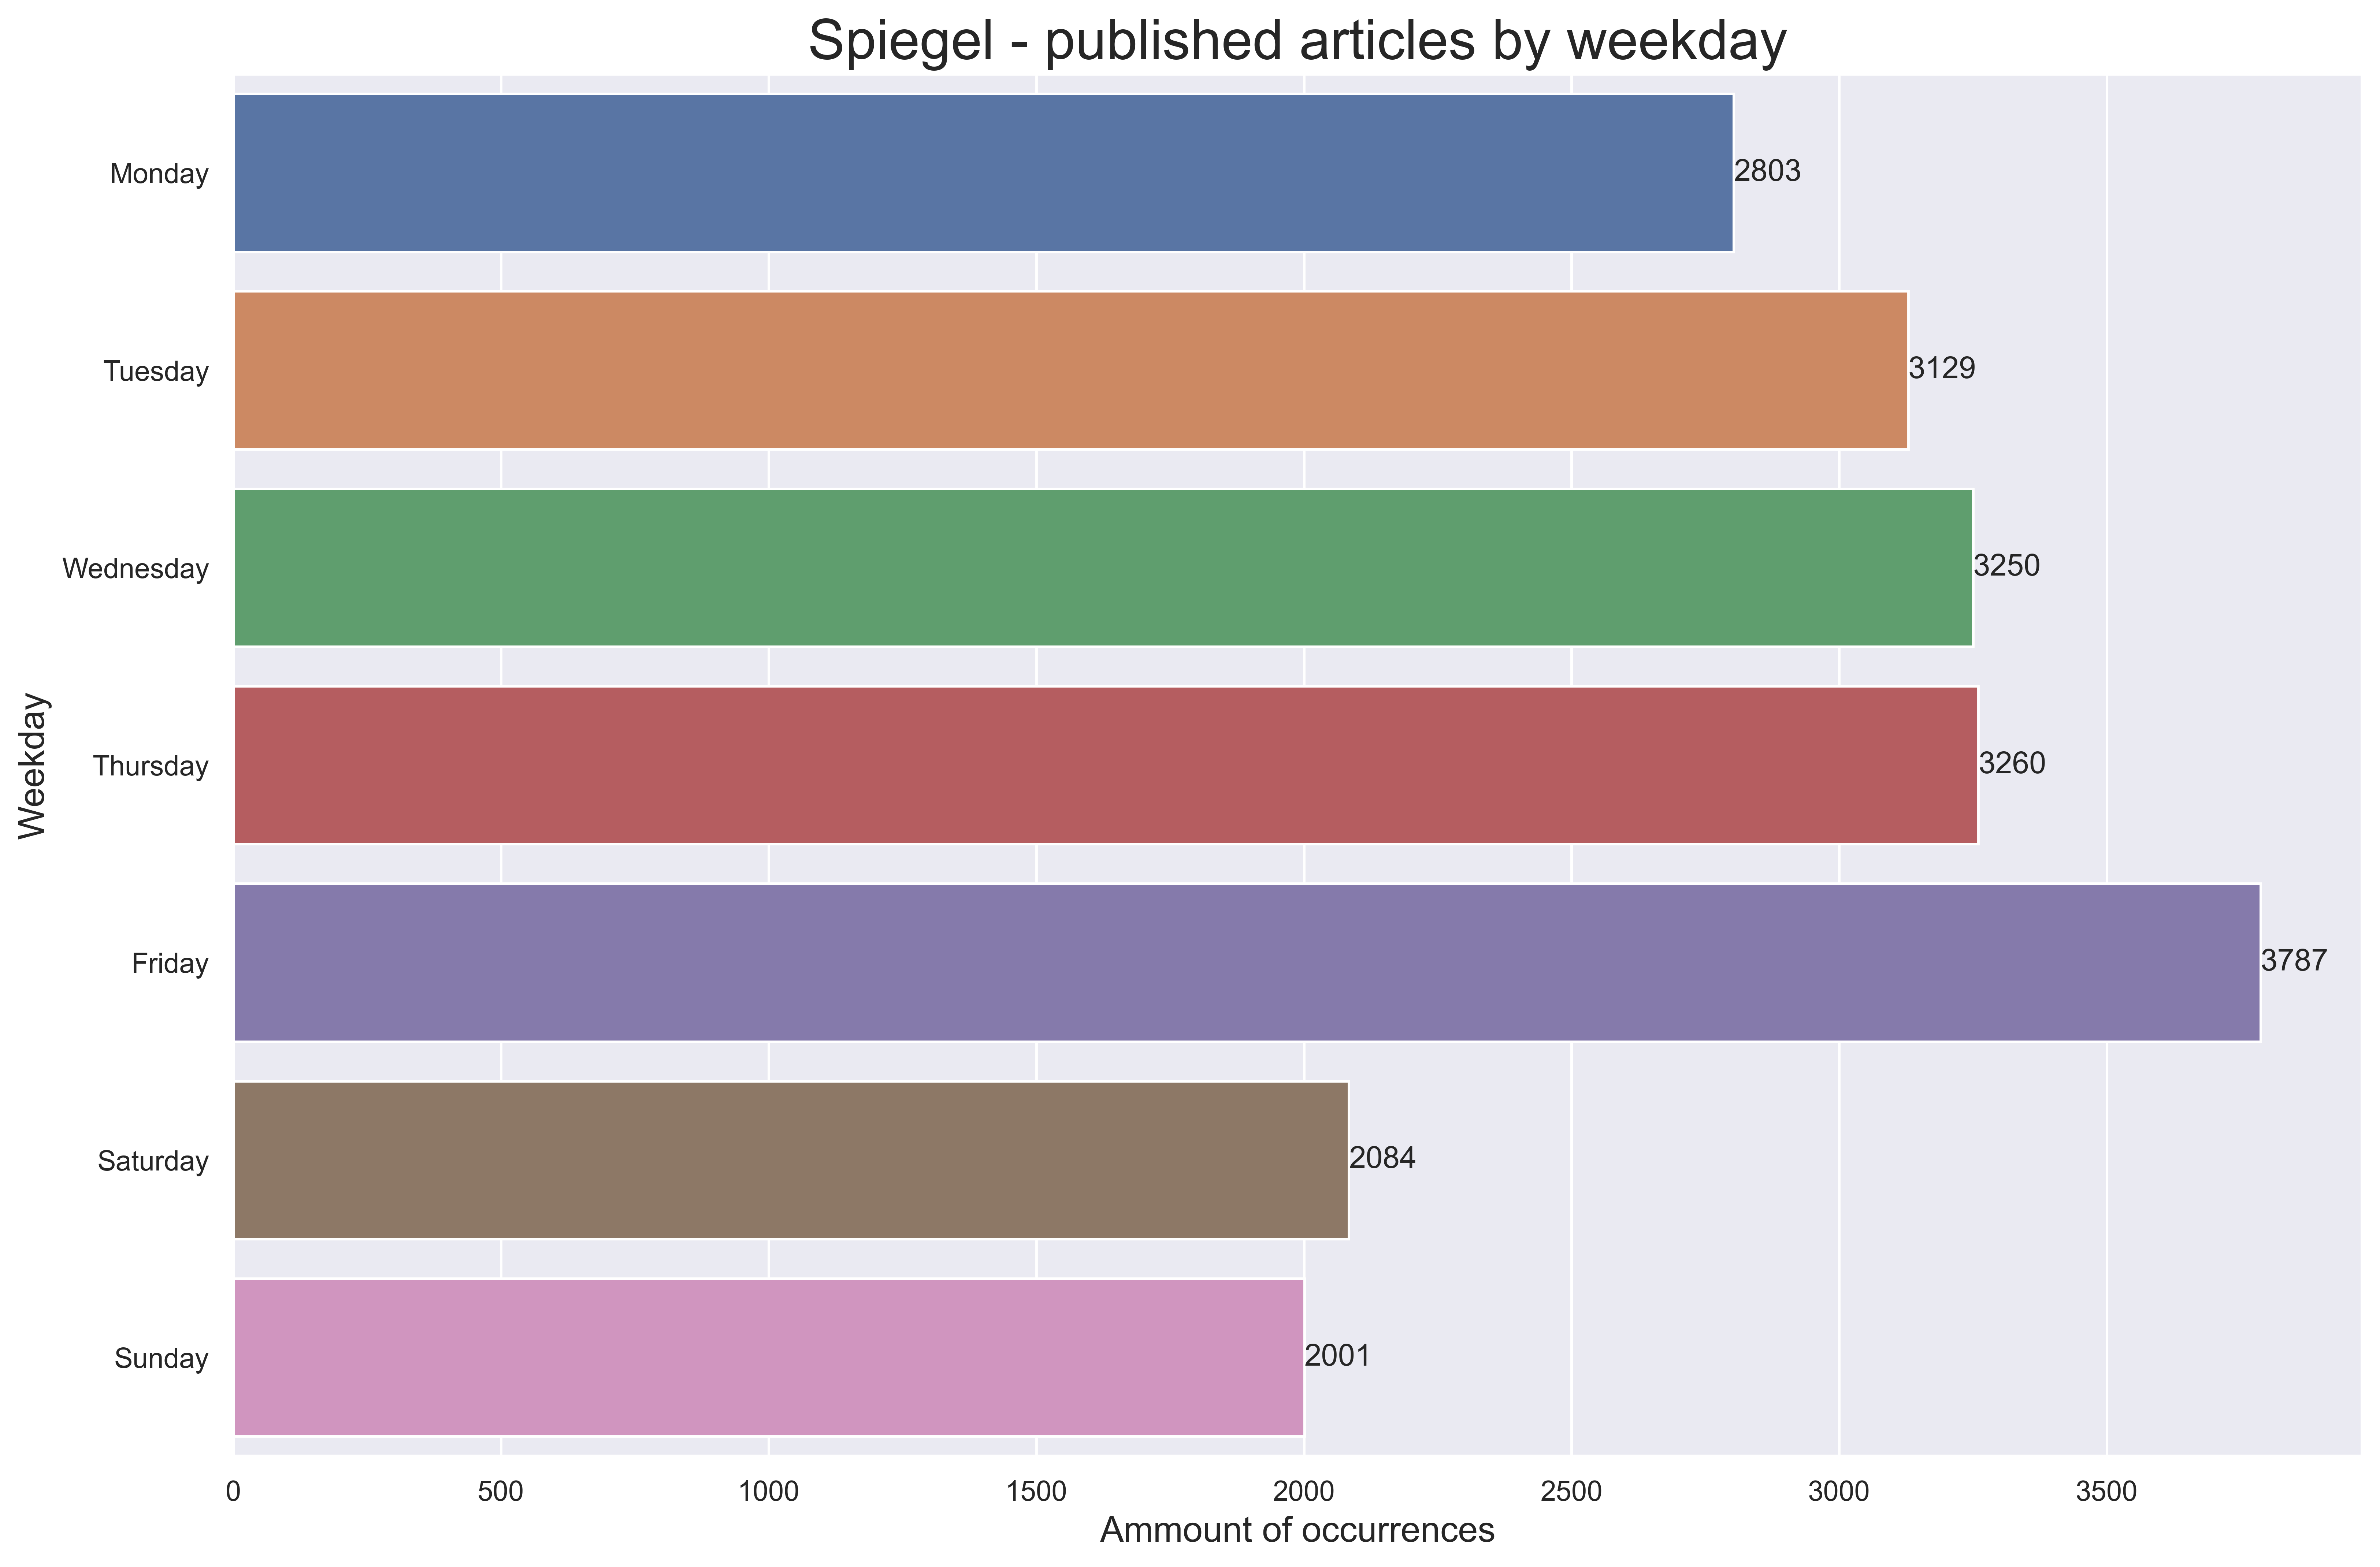 Spiegel - published articles by weekday
Weekday
Monday
2803
Tuesday
3129
Wednesday
3250
Thursday
3260
Friday
3787
Saturday
2084
Sunday
2001
0 500 1000 1500 2000 2500 3000 3500
Ammount of occurrences